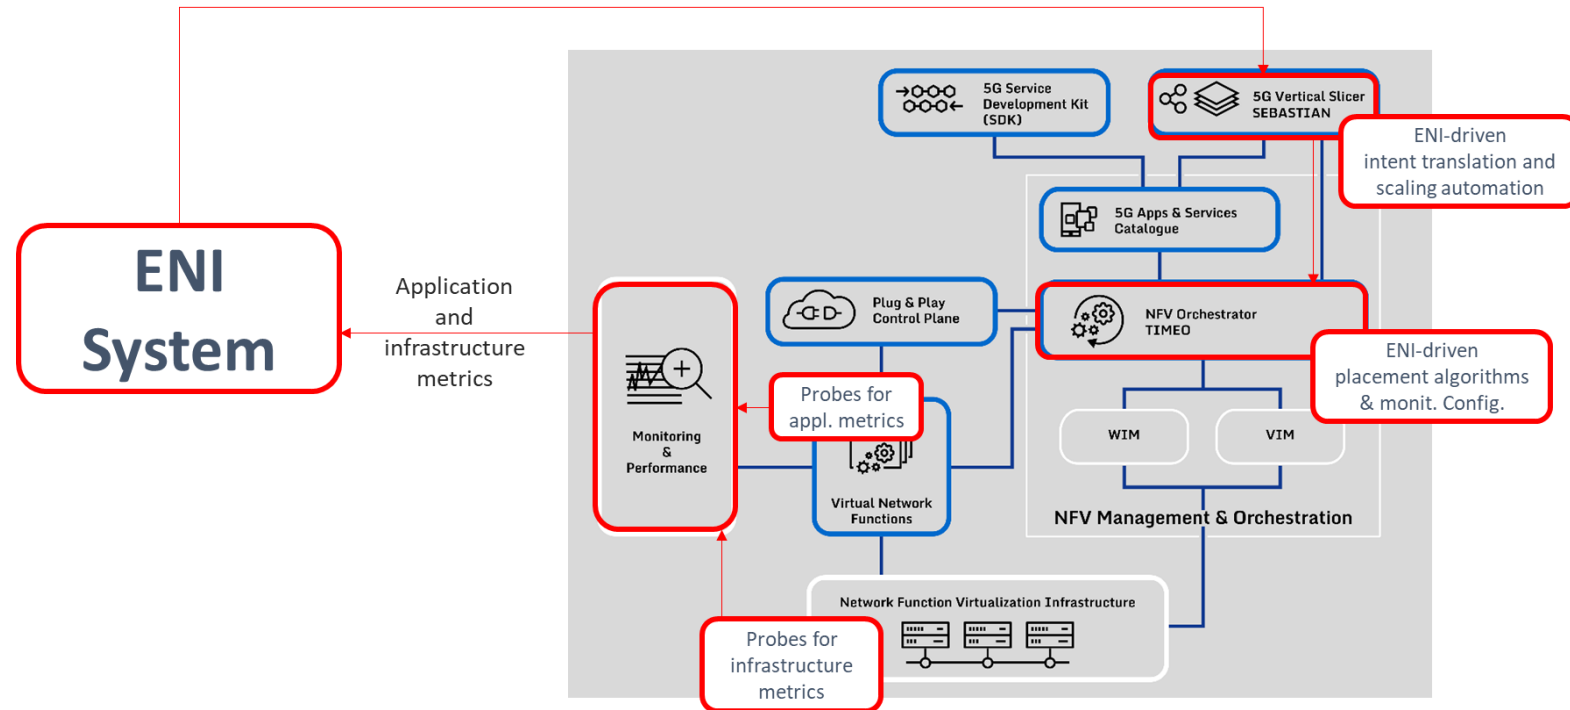 5G Service
Development Kit
(SDK)
5G Vertical Slicer
SEBASTIAN
ENI-driven
intent translation and
scaling automation
5G Apps & Services
Catalogue
ENI
System
Application
and
infrastructure
metrics
Plug & Play
Control Plane
NFV Orchestrator
TIMEO
ENI-driven
placement algorithms
& monit. Config.
Probes for
appl. metrics
Monitoring
&
Performance
WIM
VIM
Virtual Network
Functions
NFV Management & Orchestration
Network Function Virtualization Infrastructure
Probes for
infrastructure
metrics